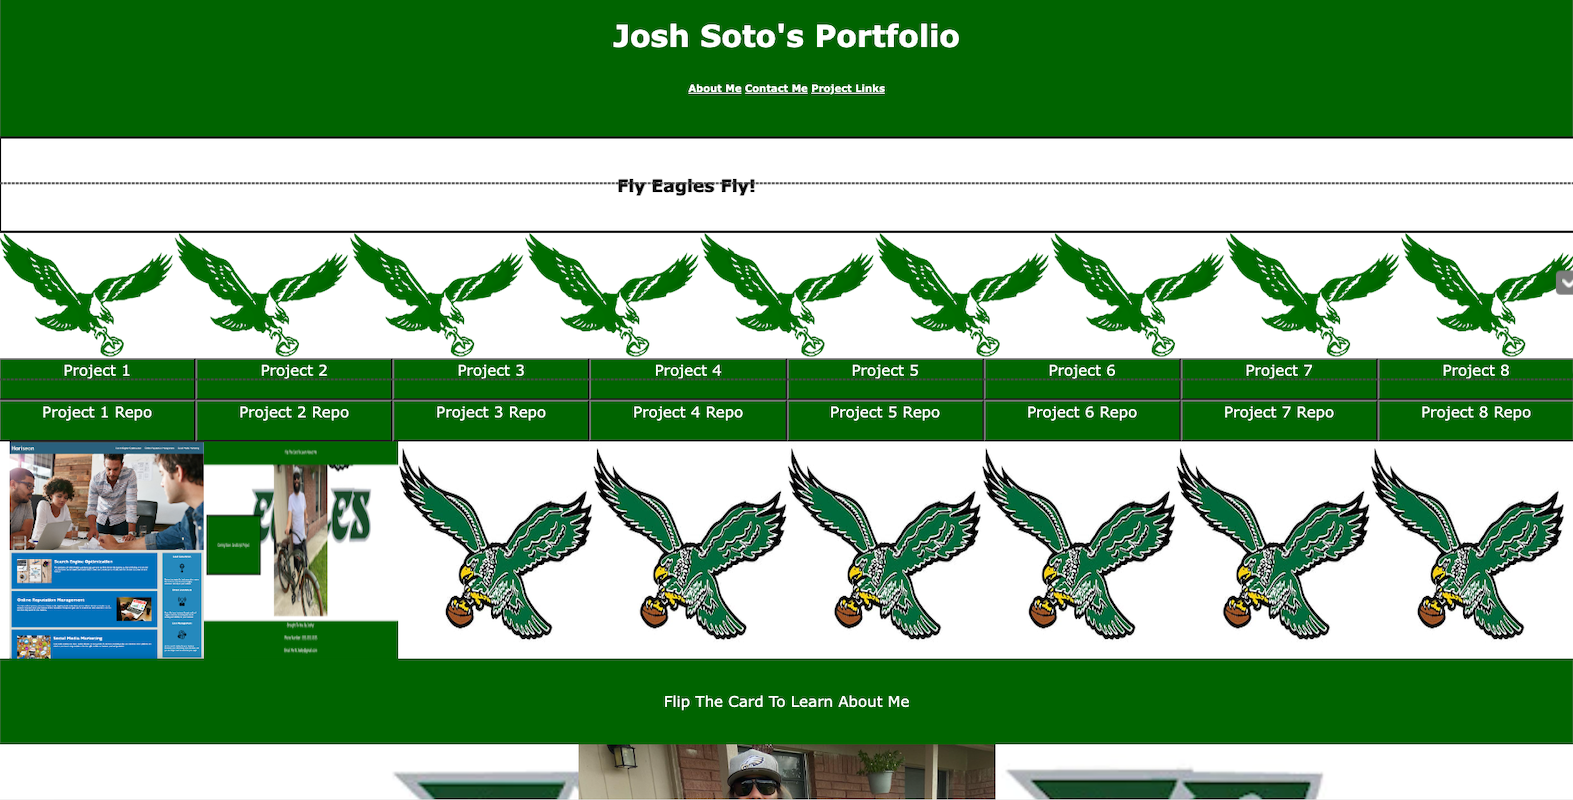 Josh Soto's Portfolio
About Me Contact Me Project Links
Fly Eagles Fly!
Project 1 Project 2 Project 3 Project 4 Project 5 Project 6 Project 7 Project 8
Project 1 Repo Project 2 Repo Project 3 Repo Project 4 Repo Project 5 Repo Project 6 Repo Project 7 Repo Project 8 Repo
Horiseon
Search Engine Optimization
Online Reputation Management
Social Media Marketing
Flip The Card To Learn About Me